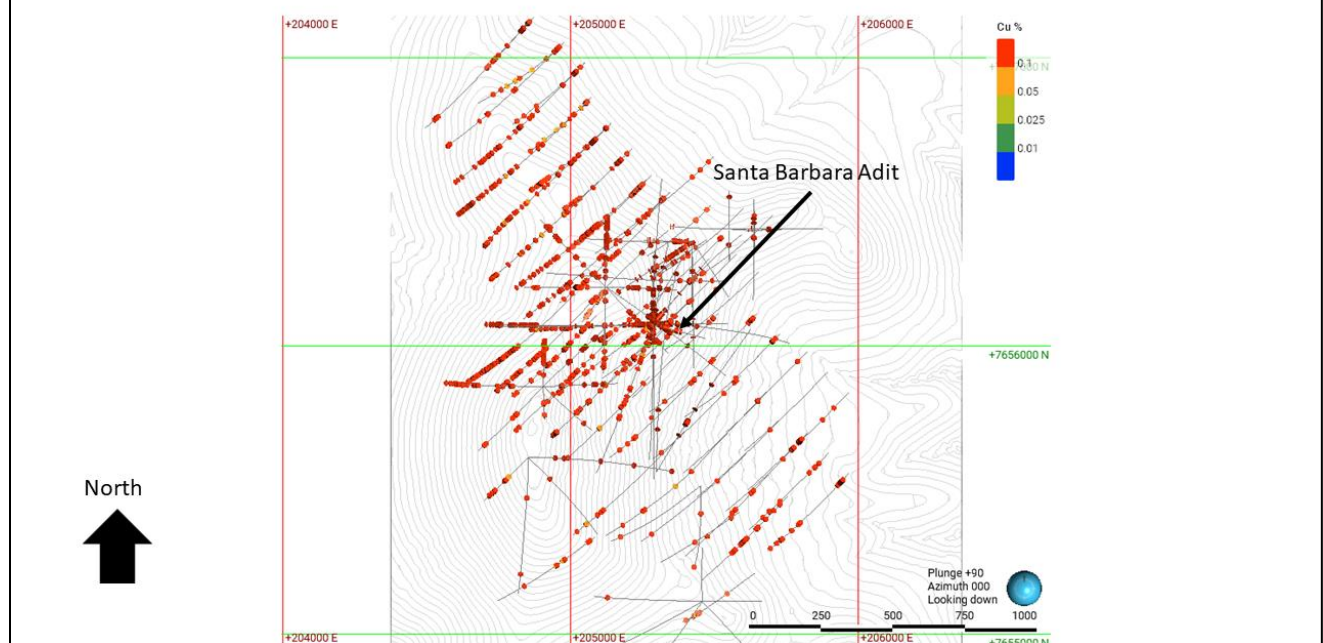 +204000 E
+205000 E
+206000 E
Cu %
0.1
0.05
0.025
0.01
Santa Barbara Adit
+7656000 N
North
Plunge +90
Azimuth 000
Looking down
0 250 500 750 1000
+204000 E
+205000 E
+206000 E
+7655000 N